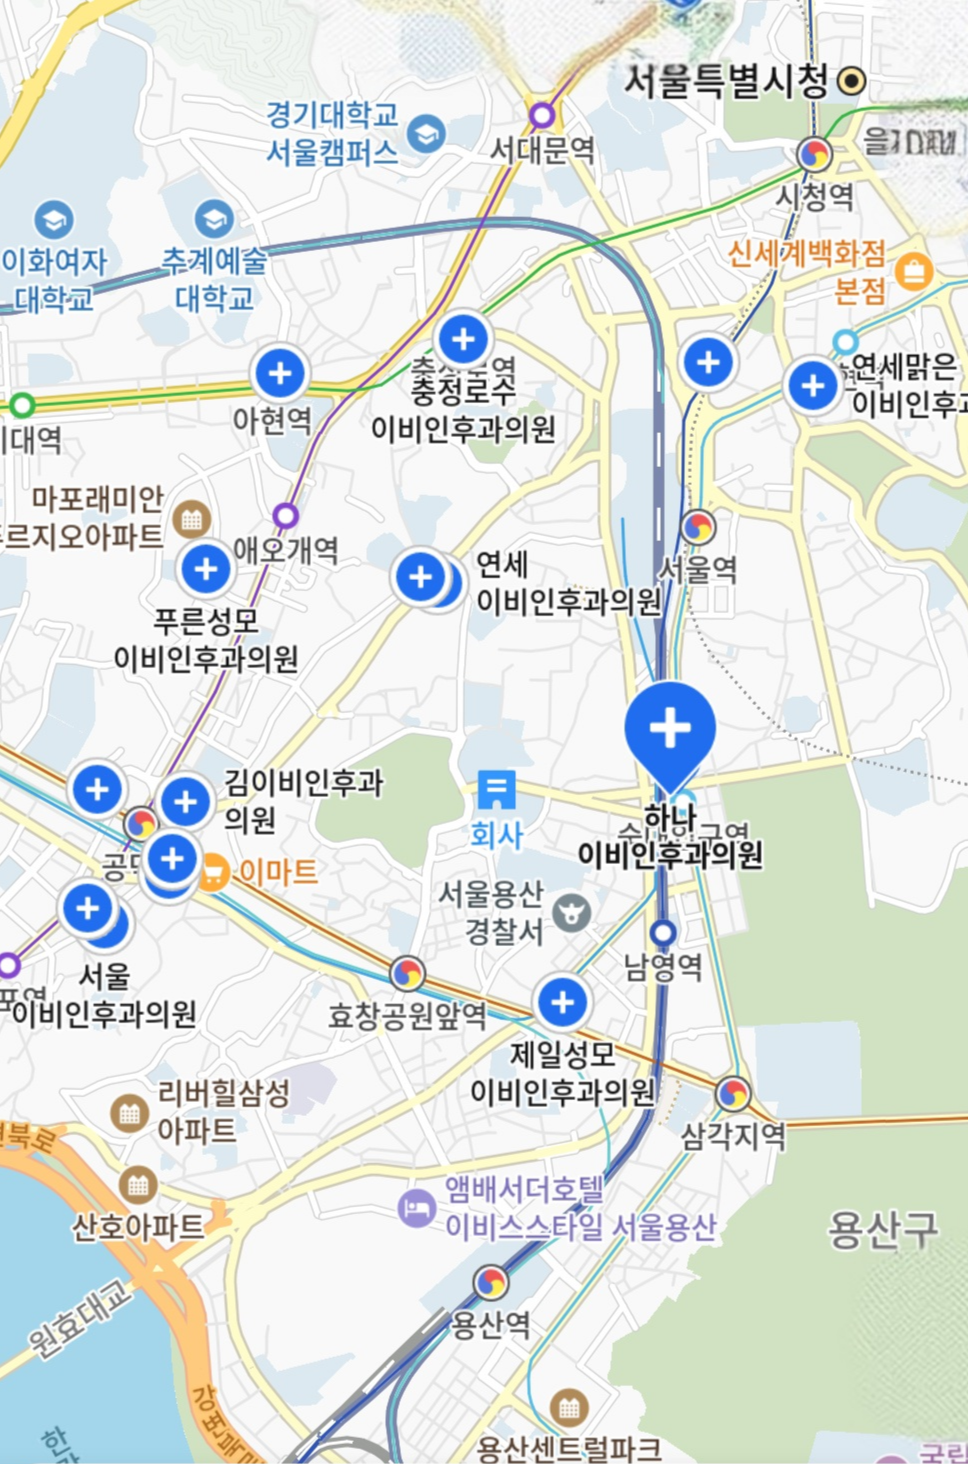 서울특별시청
경기대학교
서울캠퍼스
서대문역
시청역
이화여자
대학교
추계예술
대학교
신세계백화점
본점
아현역
충정로수
이비인후과의원
연세맑은
이비인후과
대역
마포래미안
푸르지오아파트
애오개역
연세
이비인후과의원
서울역
푸른성모
이비인후과의원
김이비인후과
의원
회사
하나
이비인후과의원
이마트
서울용산
경찰서
남영역
서울
이비인후과의원
효창공원앞역
제일성모
이비인후과의원
리버힐삼성
아파트
삼각지역
산호아파트
앰배서더호텔
이비스스타일 서울용산
용산구
원효대교
용산역
용산센트럴파크
국립